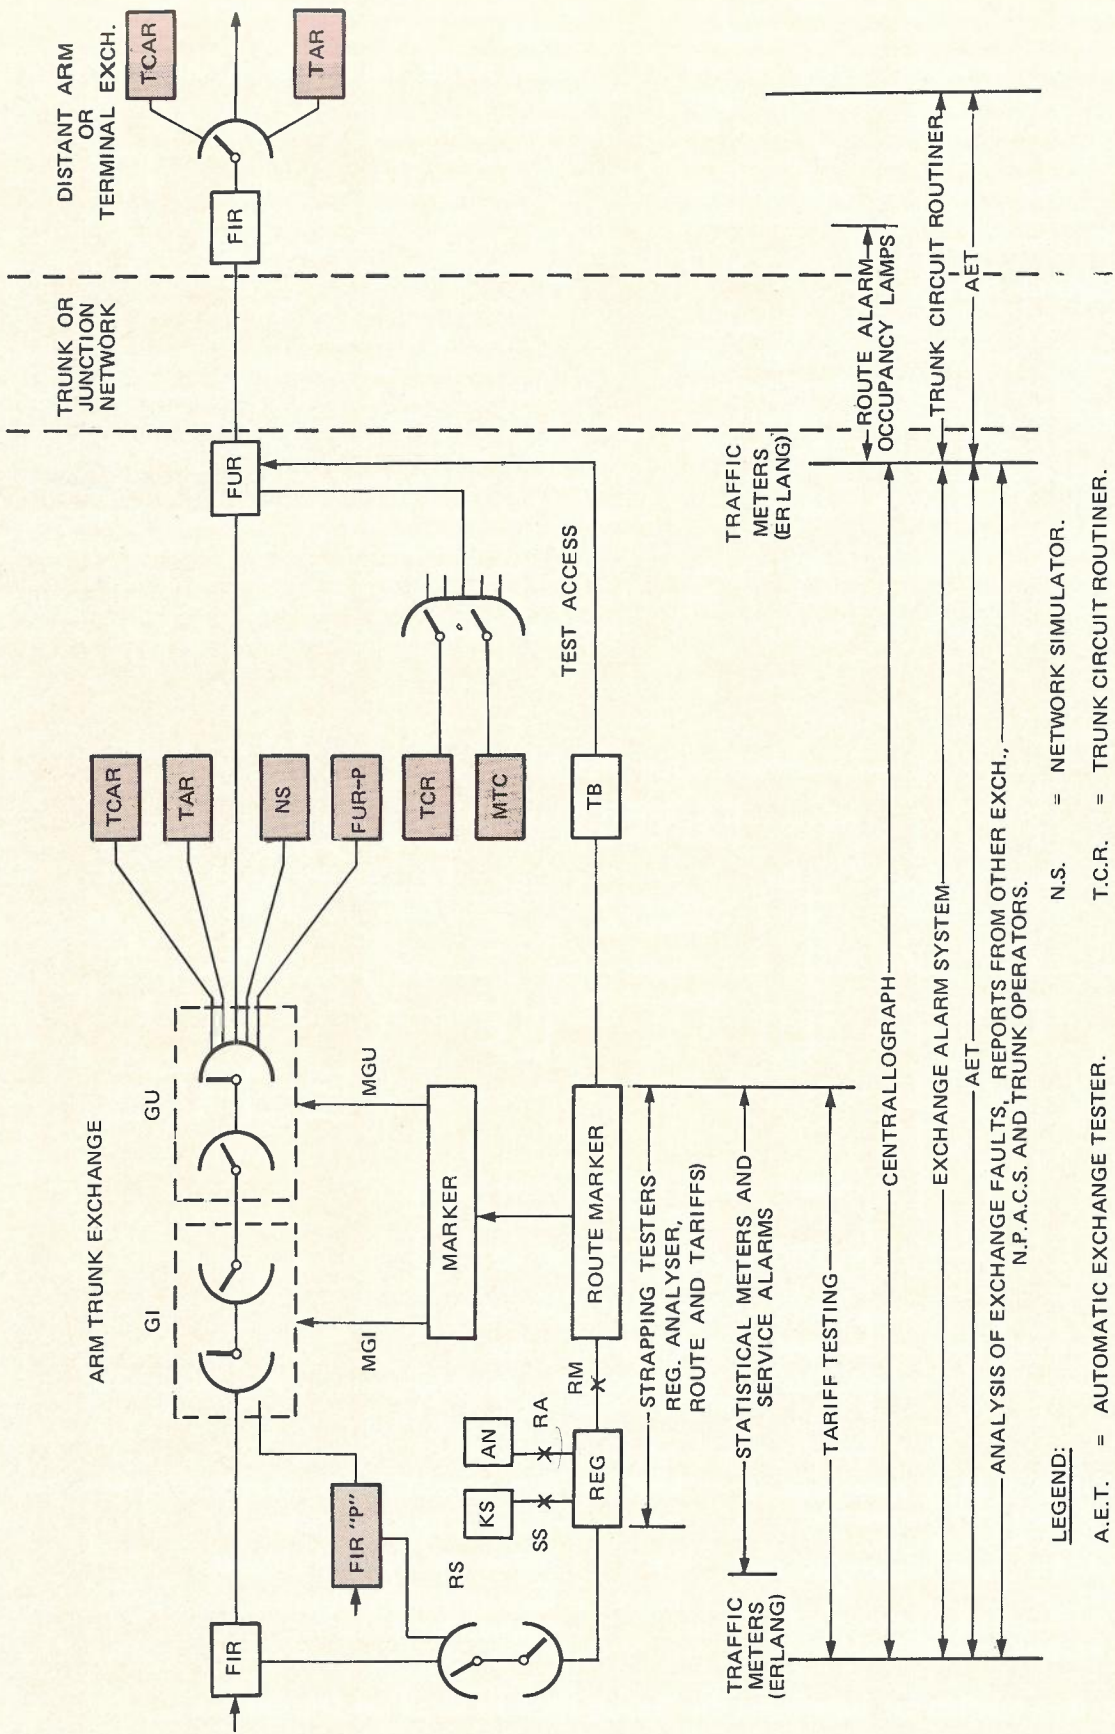 ARM TRUNK EXCHANGE
TRUNK OR
JUNCTION
NETWORK
DISTANT ARM
OR
TERMINAL EXCH.
GI
GU
FIR
FIR "P"
TCAR
TAR
NS
FUR-P
FUR
FIR
TCAR
TAR
MGI
MGU
MARKER
RS
TCR
MTC
TEST ACCESS
KS
AN
SS
RA
REG
RM
ROUTE MARKER
TB
TRAFFIC
METERS
(ERLANG)
STRAPPING TESTERS
REG. ANALYSER,
ROUTE AND TARIFFS)
STATISTICAL METERS AND
SERVICE ALARMS
TARIFF TESTING
TRAFFIC
METERS
(ERLANG)
ROUTE ALARM
OCCUPANCY LAMPS
CENTRALLOGRAPH
EXCHANGE ALARM SYSTEM
TRUNK CIRCUIT ROUTINER
AET
AET
ANALYSIS OF EXCHANGE FAULTS, REPORTS FROM OTHER EXCH.,
N.P.A.C.S. AND TRUNK OPERATORS.
LEGEND:
A.E.T. = AUTOMATIC EXCHANGE TESTER.
N.S. = NETWORK SIMULATOR.
T.C.R. = TRUNK CIRCUIT ROUTINER.